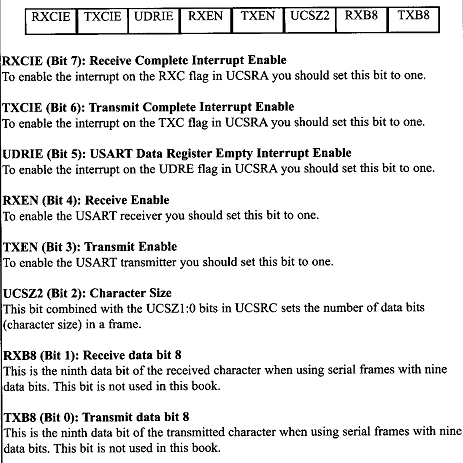 RXCIE TXCIE UDRIE RXEN TXEN UCSZ2 RXB8 TXB8
RXCIE (Bit 7): Receive Complete Interrupt Enable
To enable the interrupt on the RXC flag in UCSRA you should set this bit to one.
TXCIE (Bit 6): Transmit Complete Interrupt Enable
To enable the interrupt on the TXC flag in UCSRA you should set this bit to one.
UDRIE (Bit 5): USART Data Register Empty Interrupt Enable
To enable the interrupt on the UDRE flag in UCSRA you should set this bit to one.
RXEN (Bit 4): Receive Enable
To enable the USART receiver you should set this bit to one.
TXEN (Bit 3): Transmit Enable
To enable the USART transmitter you should set this bit to one.
UCSZ2 (Bit 2): Character Size
This bit combined with the UCSZ1:0 bits in UCSRC sets the number of data bits
(character size) in a frame.
RXB8 (Bit 1): Receive data bit 8
This is the ninth data bit of the received character when using serial frames with nine
data bits. This bit is not used in this book.
TXB8 (Bit 0): Transmit data bit 8
This is the ninth data bit of the transmitted character when using serial frames with nine
data bits. This bit is not used in this book.